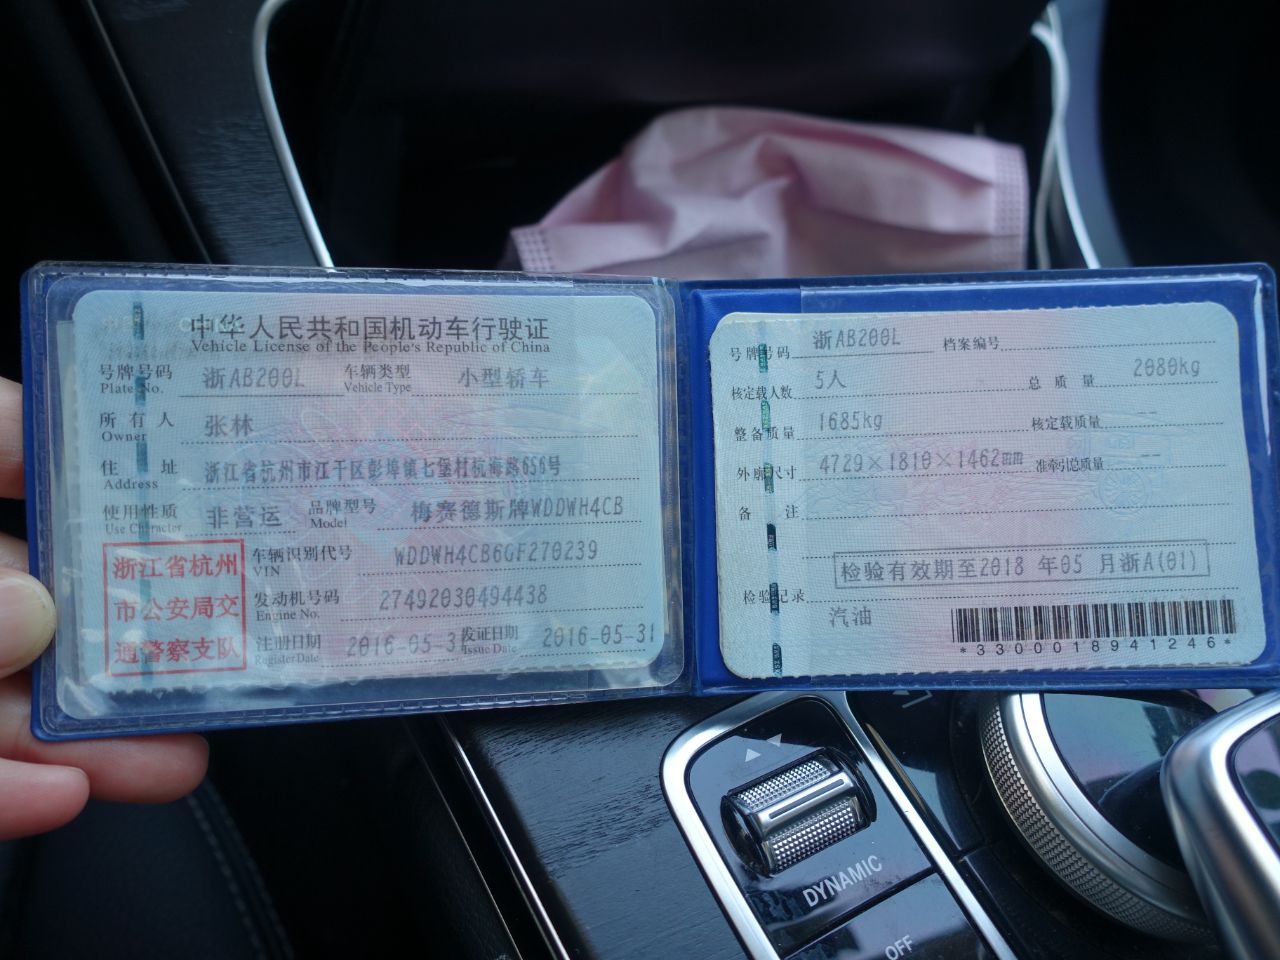 中华人民共和国机动车行驶证
Vehicle License of the People's Republic of China
号牌号码 浙AB200L 车辆类型 小型轿车
Plate No. Vehicle Type
所有人 张林
Owner
住址 浙江省杭州市江干区彭埠镇七堡村杭海路656号
Address
使用性质 非营运 品牌型号 梅赛德斯牌WDDWH4CB
Use Character Model
浙江省杭州
市公安局交
通警察支队
车辆识别代号 WDDWH4CB6GF270239
VIN
发动机号码 27492030494438
Engine No.
注册日期 2016-05-31 发证日期 2016-05-31
Register Date Issue Date
号牌号码 浙AB200L 档案编号
核定载人数 5人 总质量 2080kg
整备质量 1685kg 核定载质量 --
外廓尺寸 4729×1810×1462mm 准牵引总质量 --
备注
检验有效期至2018 年05 月浙A(01)
检验记录
汽油
*3300018941246*
DYNAMIC
OFF